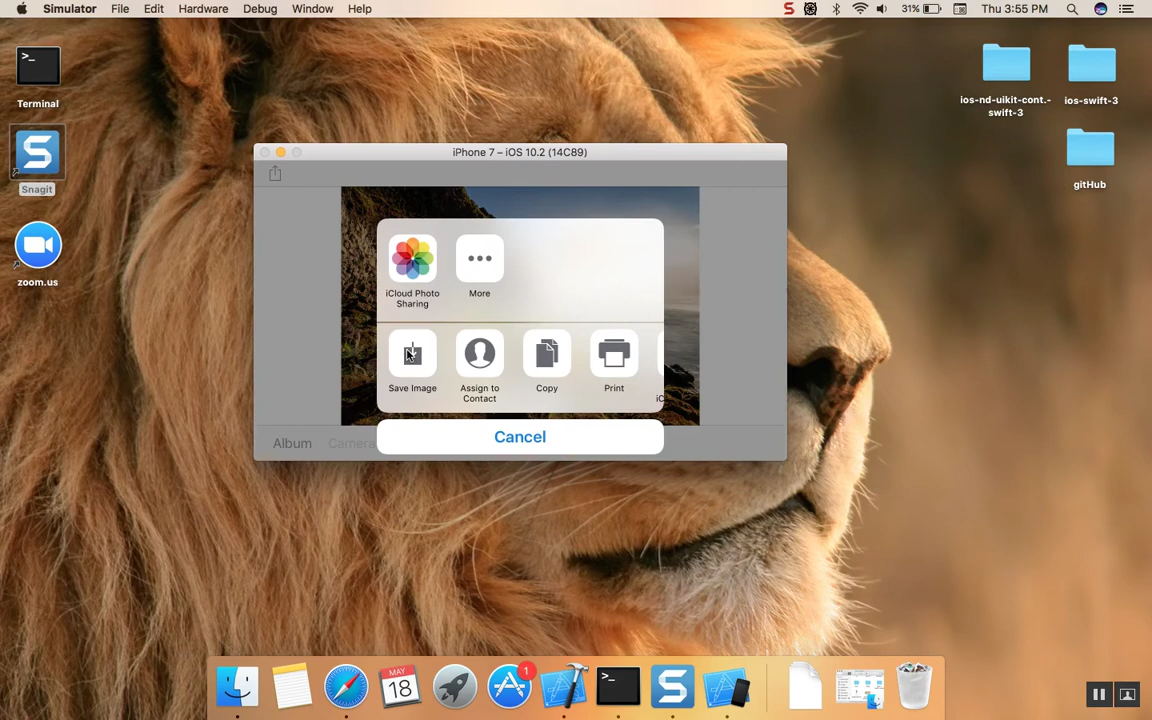 Simulator File Edit Hardware Debug Window Help
S 31% Thu 3:55 PM
>_
Terminal
S
Snagit
zoom.us
ios-nd-uikit-cont.-
swift-3
ios-swift-3
gitHub
iPhone 7 – iOS 10.2 (14C89)
iCloud Photo
Sharing
More
Save Image
Assign to
Contact
Copy
Print
iC
Cancel
Album Camera
MAY
18
1
>_
S